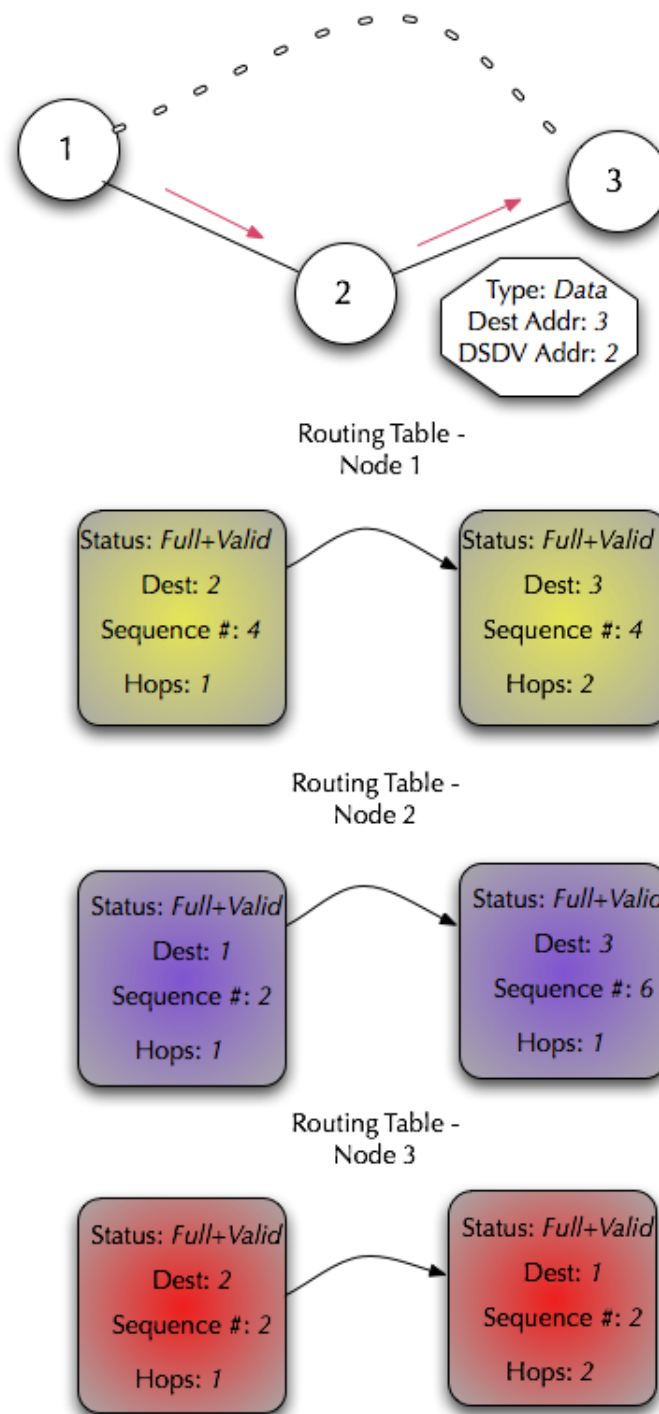 1
3
2
Type: Data
Dest Addr: 3
DSDV Addr: 2
Routing Table -
Node 1
Status: Full+Valid
Dest: 2
Sequence #: 4
Hops: 1
Status: Full+Valid
Dest: 3
Sequence #: 4
Hops: 2
Routing Table -
Node 2
Status: Full+Valid
Dest: 1
Sequence #: 2
Hops: 1
Status: Full+Valid
Dest: 3
Sequence #: 6
Hops: 1
Routing Table -
Node 3
Status: Full+Valid
Dest: 2
Sequence #: 2
Hops: 1
Status: Full+Valid
Dest: 1
Sequence #: 2
Hops: 2